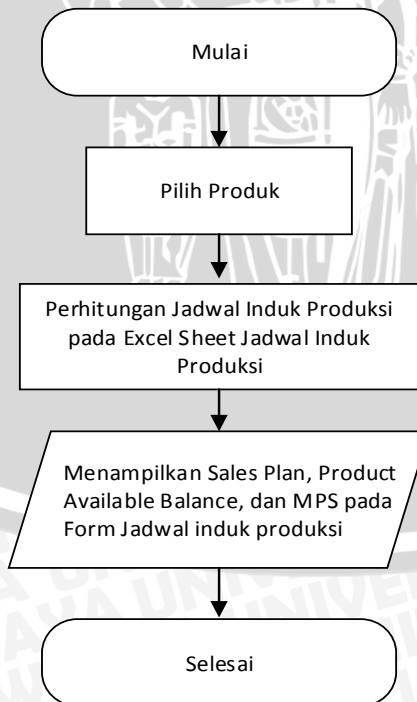 Mulai
Pilih Produk
Perhitungan Jadwal Induk Produksi
pada Excel Sheet Jadwal Induk
Produksi
Menampilkan Sales Plan, Product
Available Balance, dan MPS pada
Form Jadwal induk produksi
Selesai